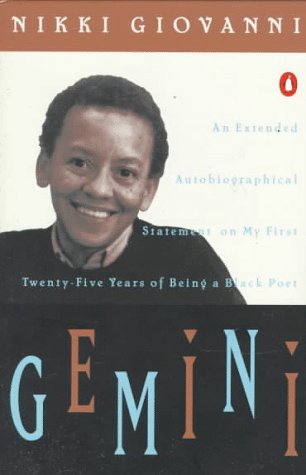 NIKKI GIOVANNI
An Extended
Autobiographical
Statement on My First
Twenty-Five Years of Being a Black Poet
GEMiNi